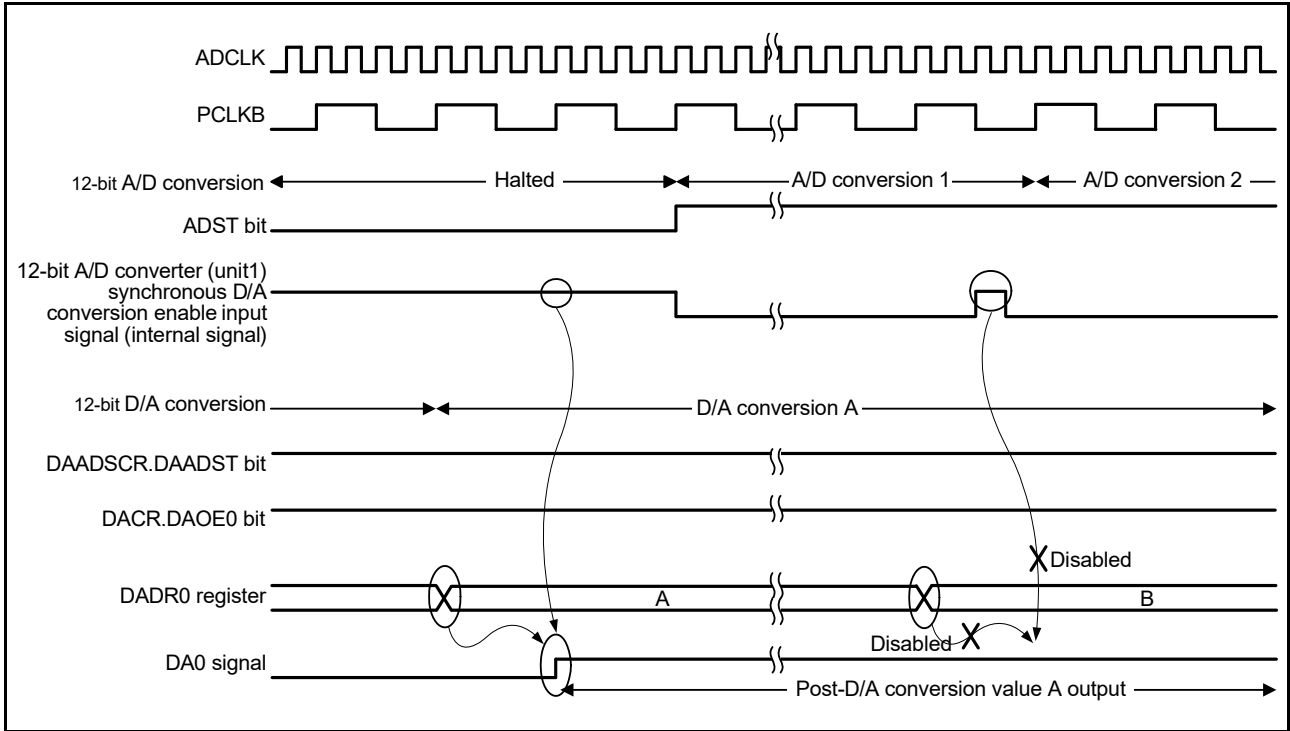 ADCLK
PCLKB
12-bit A/D conversion
Halted
A/D conversion 1
A/D conversion 2
ADST bit
12-bit A/D converter (unit1)
synchronous D/A
conversion enable input
signal (internal signal)
12-bit D/A conversion
D/A conversion A
DAADSCR.DAADST bit
DACR.DAOE0 bit
Disabled
DADR0 register
A
B
Disabled
DA0 signal
Post-D/A conversion value A output